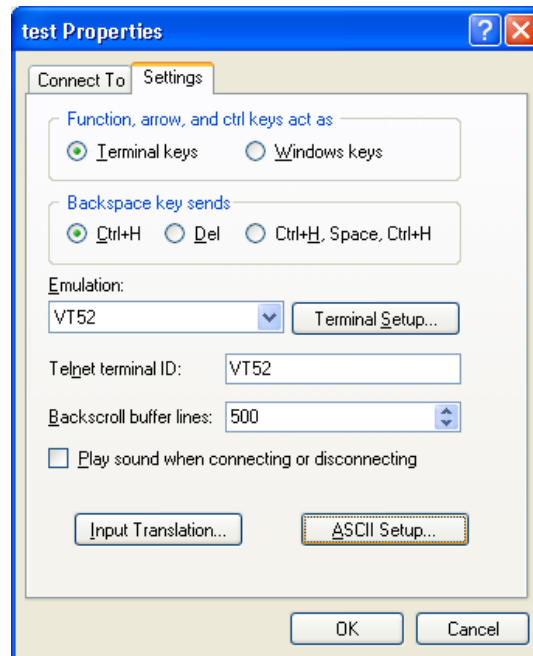 test Properties
Connect To Settings
Function, arrow, and ctrl keys act as
Terminal keys Windows keys
Backspace key sends
Ctrl+H Del Ctrl+H, Space, Ctrl+H
Emulation:
VT52 Terminal Setup...
Telnet terminal ID: VT52
Backscroll buffer lines: 500
Play sound when connecting or disconnecting
Input Translation... ASCII Setup...
OK Cancel